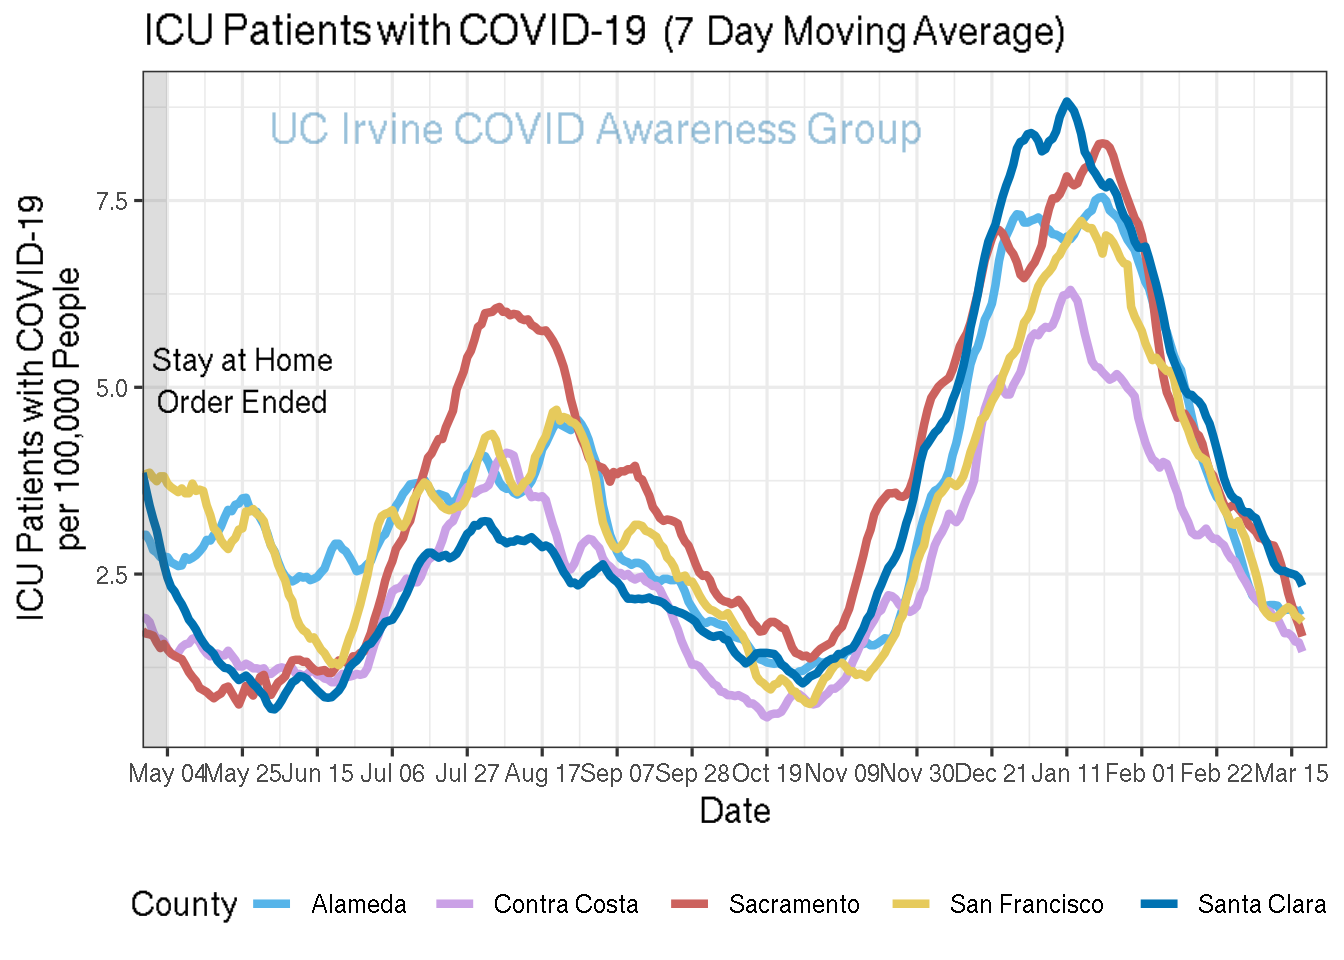 ICU Patients with COVID-19 (7 Day Moving Average)
UC Irvine COVID Awareness Group
ICU Patients with COVID-19
per 100,000 People
7.5
5.0
2.5
Stay at Home
Order Ended
May 04 May 25 Jun 15 Jul 06 Jul 27 Aug 17 Sep 07 Sep 28 Oct 19 Nov 09 Nov 30 Dec 21 Jan 11 Feb 01 Feb 22 Mar 15
Date
County Alameda Contra Costa Sacramento San Francisco Santa Clara